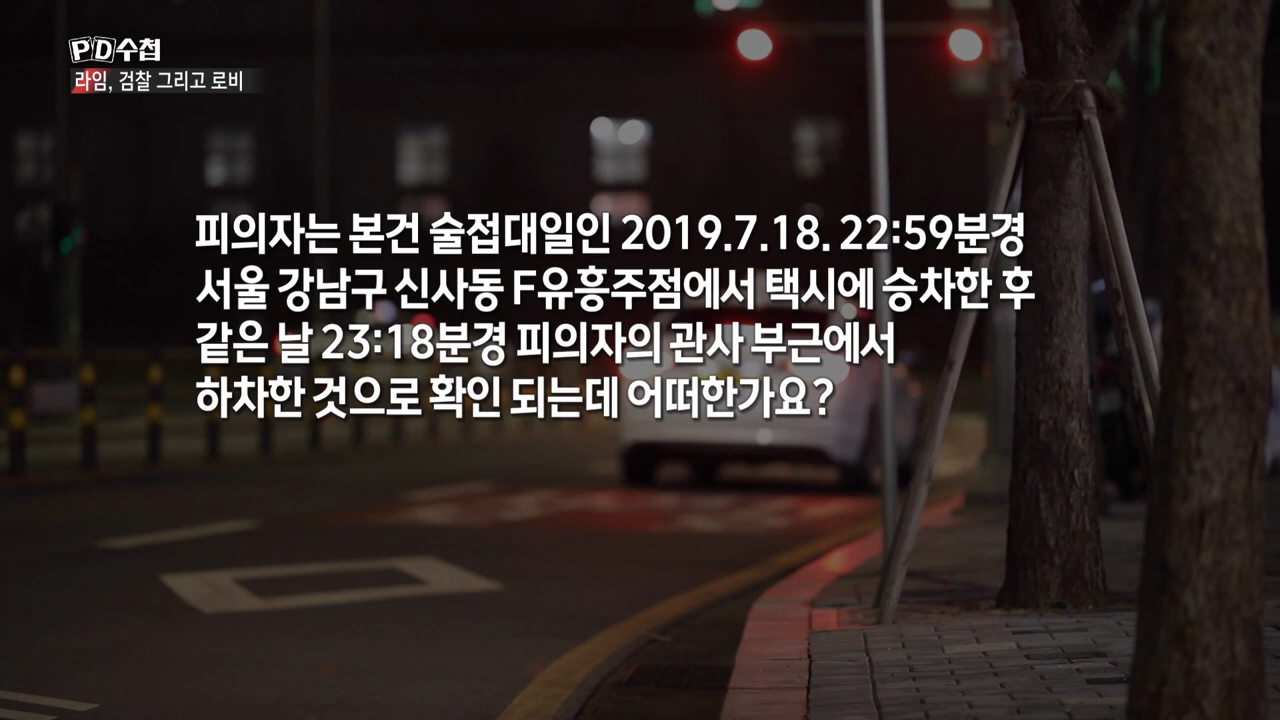 PD수첩
라임, 검찰 그리고 로비
피의자는 본건 술접대일인 2019.7.18. 22:59분경
서울 강남구 신사동 F유흥주점에서 택시에 승차한 후
같은 날 23:18분경 피의자의 관사 부근에서
하차한 것으로 확인 되는데 어떠한가요?